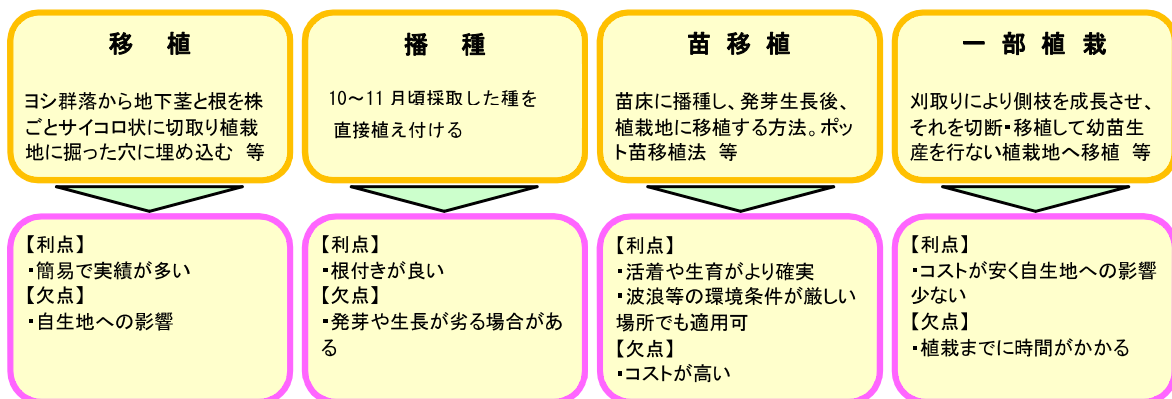 移 植
ヨシ群落から地下茎と根を株
ごとサイコロ状に切取り植栽
地に掘った穴に埋め込む 等
【利点】
・簡易で実績が多い
【欠点】
・自生地への影響
播 種
10～11 月頃採取した種を
直接植え付ける
【利点】
・根付きが良い
【欠点】
・発芽や生長が劣る場合があ
る
苗 移 植
苗床に播種し、発芽生長後、
植栽地に移植する方法。ポッ
ト苗移植法 等
【利点】
・活着や生育がより確実
・波浪等の環境条件が厳しい
場所でも適用可
【欠点】
・コストが高い
一 部 植 栽
刈取りにより側枝を成長させ、
それを切断・移植して幼苗生
産を行ない植栽地へ移植 等
【利点】
・コストが安く自生地への影響
少ない
【欠点】
・植栽までに時間がかかる